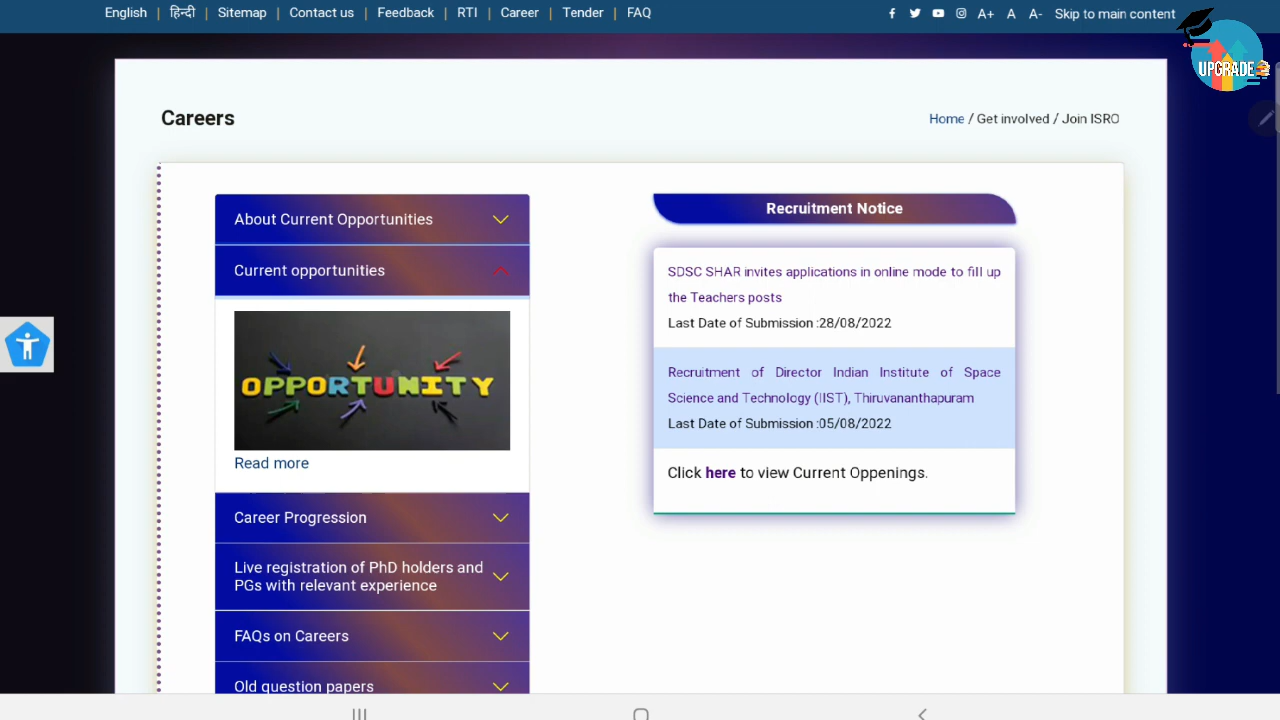 English | हिन्दी | Sitemap | Contact us | Feedback | RTI | Career | Tender | FAQ
A+ A A- Skip to main content
UPGRADE
Careers
Home / Get involved / Join ISRO
About Current Opportunities
Current opportunities
OPPORTUNITY
Read more
Career Progression
Live registration of PhD holders and
PGs with relevant experience
FAQs on Careers
Old question papers
Recruitment Notice
SDSC SHAR invites applications in online mode to fill up
the Teachers posts
Last Date of Submission :28/08/2022
Recruitment of Director Indian Institute of Space
Science and Technology (IIST), Thiruvananthapuram
Last Date of Submission :05/08/2022
Click here to view Current Oppenings.